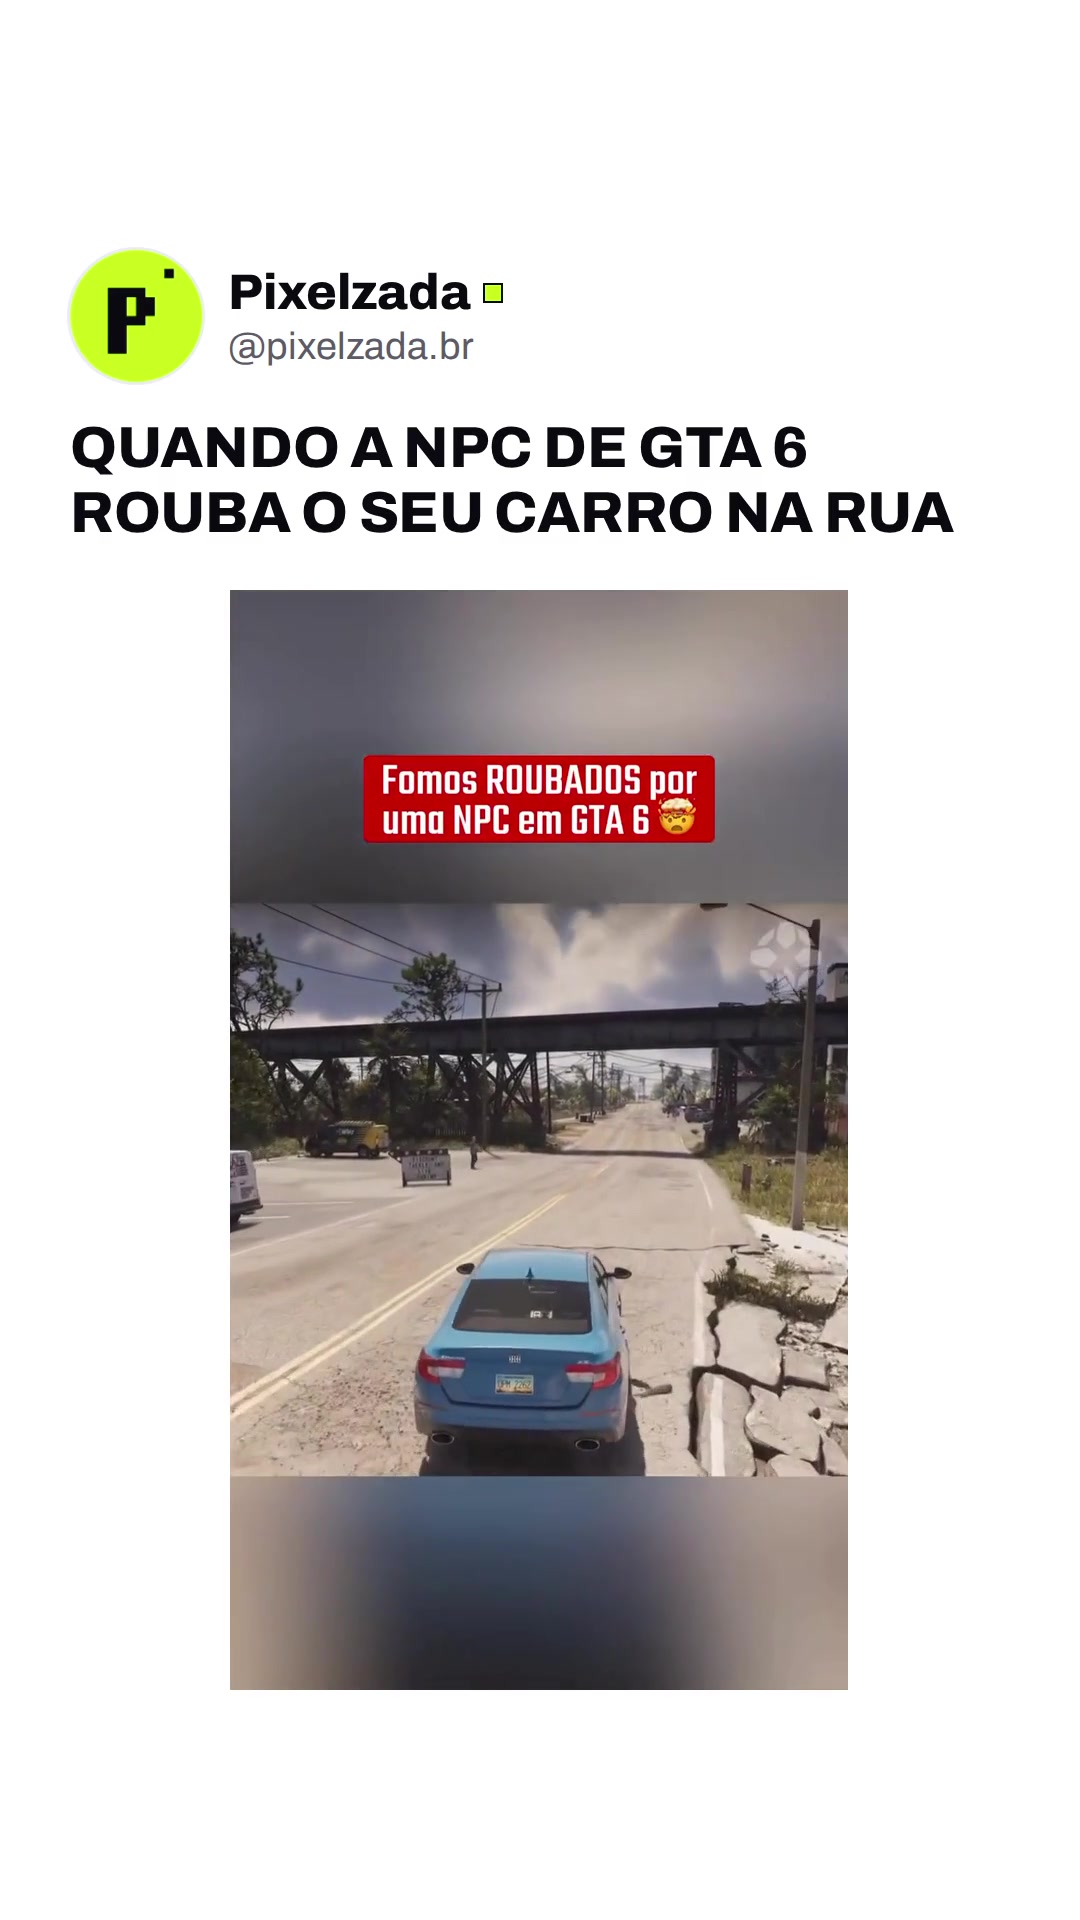 Pixelzada
@pixelzada.br
QUANDO A NPC DE GTA 6
ROUBA O SEU CARRO NA RUA
Fomos ROUBADOS por
uma NPC em GTA 6 🤯